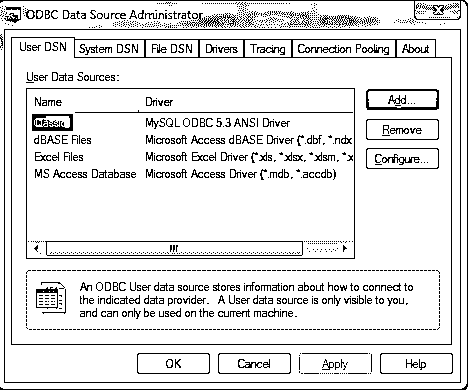 ODBC Data Source Administrator
User DSN System DSN File DSN Drivers Tracing Connection Pooling About
User Data Sources:
Name Driver
Classic MySQL ODBC 5.3 ANSI Driver
dBASE Files Microsoft Access dBASE Driver (*.dbf, *.ndx
Excel Files Microsoft Excel Driver (*.xls, *.xlsx, *.xlsm, *.x
MS Access Database Microsoft Access Driver (*.mdb, *.accdb)
Add...
Remove
Configure...
An ODBC User data source stores information about how to connect to
the indicated data provider. A User data source is only visible to you,
and can only be used on the current machine.
OK Cancel Apply Help